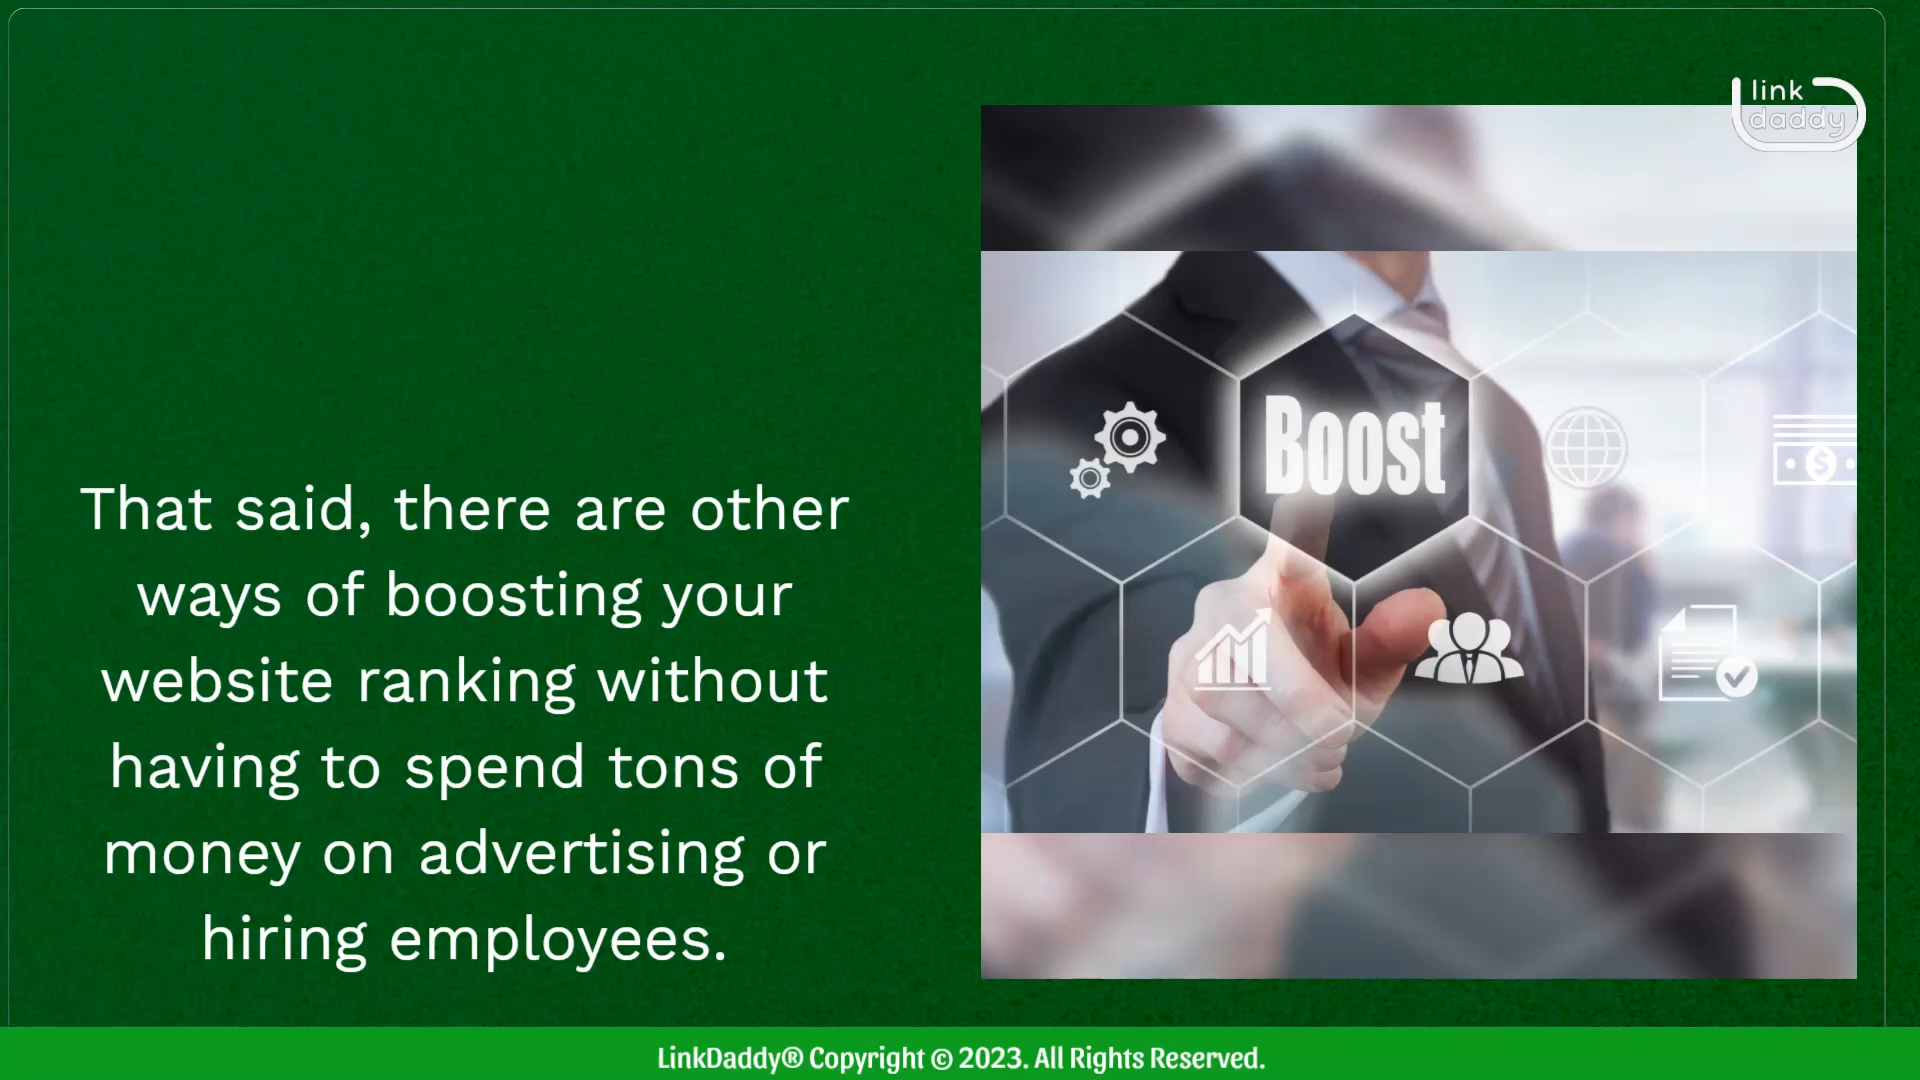 link
daddy
Boost
That said, there are other
ways of boosting your
website ranking without
having to spend tons of
money on advertising or
hiring employees.
LinkDaddy® Copyright © 2023. All Rights Reserved.